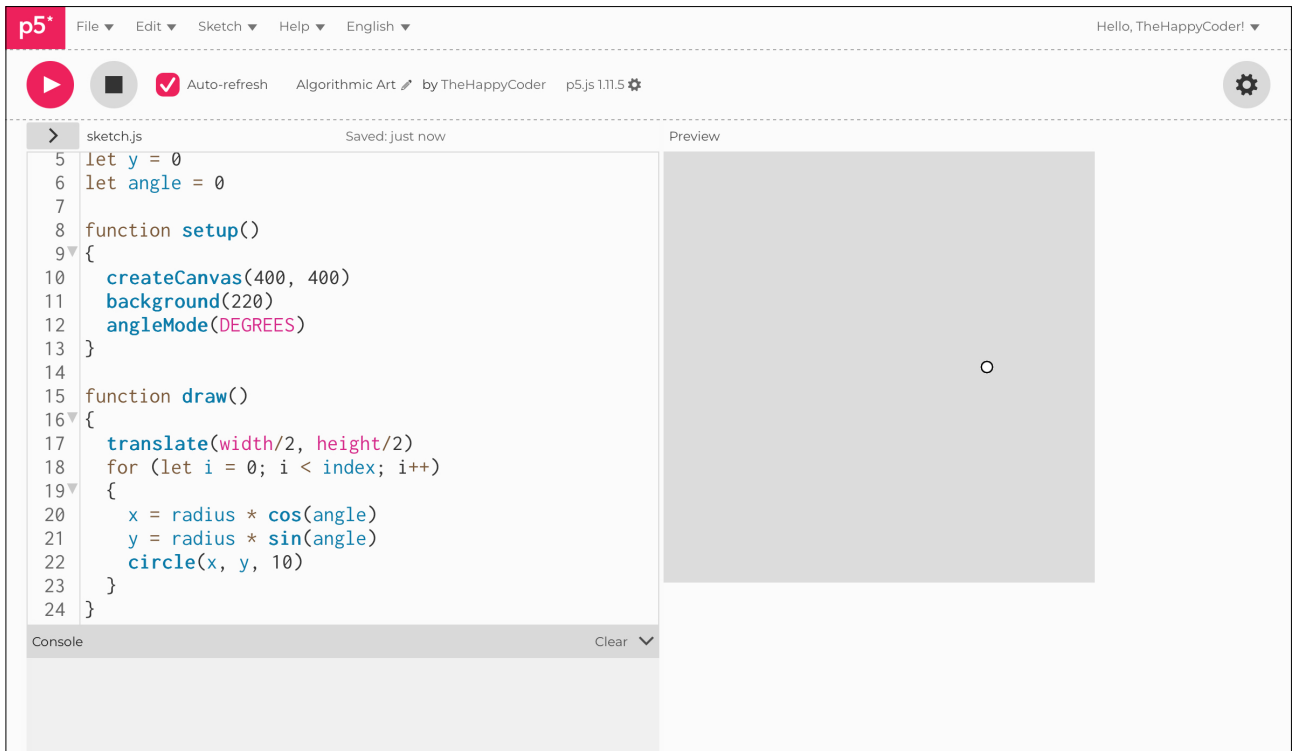 p5* File Edit Sketch Help English Hello, TheHappyCoder!
Auto-refresh Algorithmic Art by TheHappyCoder p5.js 1.11.5
sketch.js Saved: just now Preview
5 let y = 0
6 let angle = 0
7
8 function setup()
9 {
10 createCanvas(400, 400)
11 background(220)
12 angleMode(DEGREES)
13 }
14
15 function draw()
16 {
17 translate(width/2, height/2)
18 for (let i = 0; i < index; i++)
19 {
20 x = radius * cos(angle)
21 y = radius * sin(angle)
22 circle(x, y, 10)
23 }
24 }
Console Clear